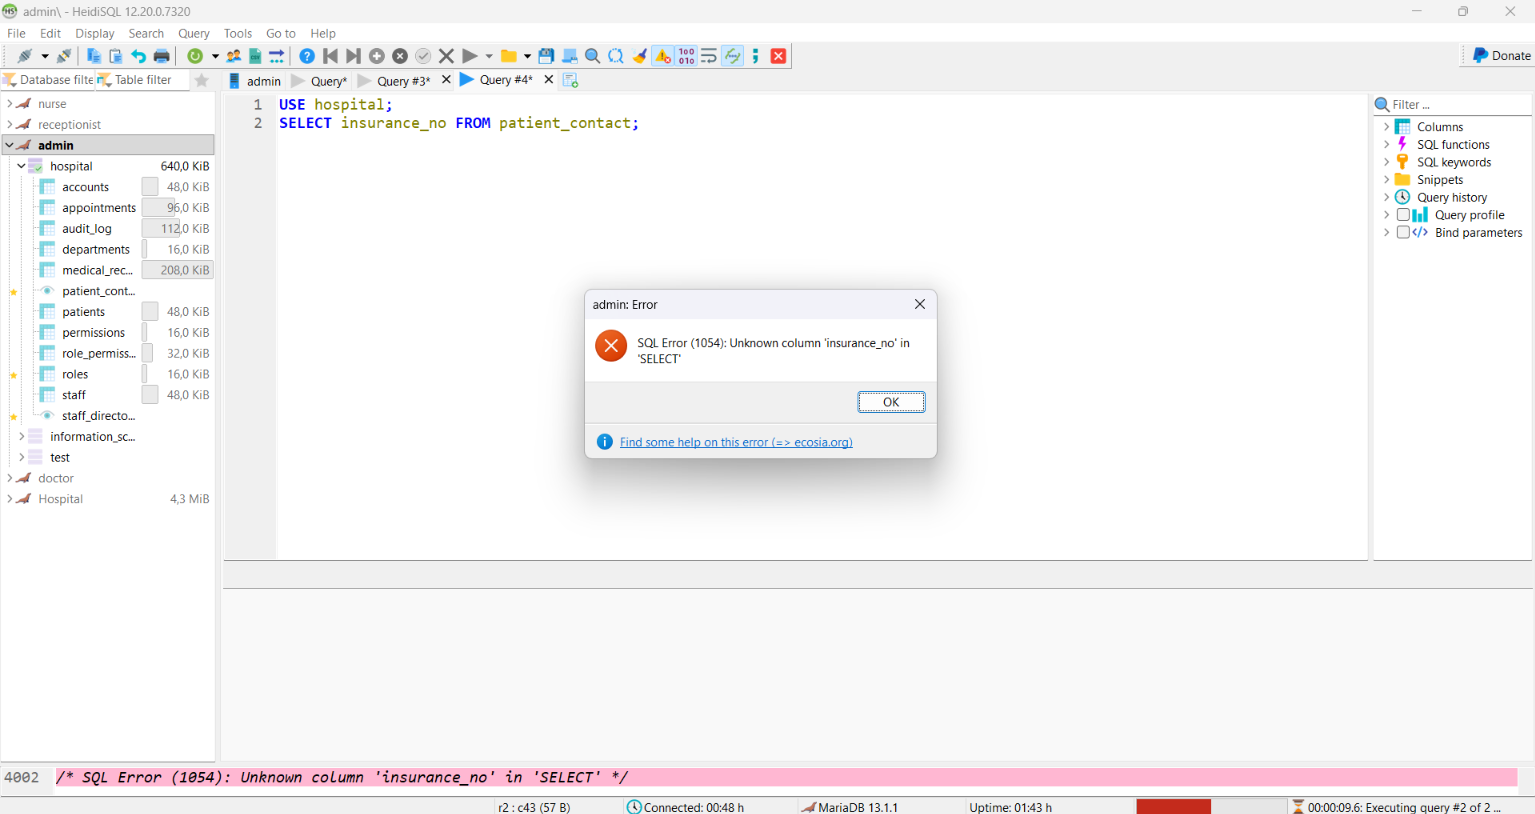 admin\ - HeidiSQL 12.20.0.7320
File Edit Display Search Query Tools Go to Help
Donate
Database filte Table filter
admin Query* Query #3* Query #4*
nurse
receptionist
admin
hospital 640,0 KiB
accounts 48,0 KiB
appointments 96,0 KiB
audit_log 112,0 KiB
departments 16,0 KiB
medical_rec... 208,0 KiB
patient_cont...
patients 48,0 KiB
permissions 16,0 KiB
role_permiss... 32,0 KiB
roles 16,0 KiB
staff 48,0 KiB
staff_directo...
information_sc...
test
doctor
Hospital 4,3 MiB
1 USE hospital;
2 SELECT insurance_no FROM patient_contact;
Filter ...
Columns
SQL functions
SQL keywords
Snippets
Query history
Query profile
Bind parameters
admin: Error
SQL Error (1054): Unknown column 'insurance_no' in
'SELECT'
OK
Find some help on this error (=> ecosia.org)
4002 /* SQL Error (1054): Unknown column 'insurance_no' in 'SELECT' */
r2 : c43 (57 B) Connected: 00:48 h MariaDB 13.1.1 Uptime: 01:43 h 00:00:09.6: Executing query #2 of 2 ...